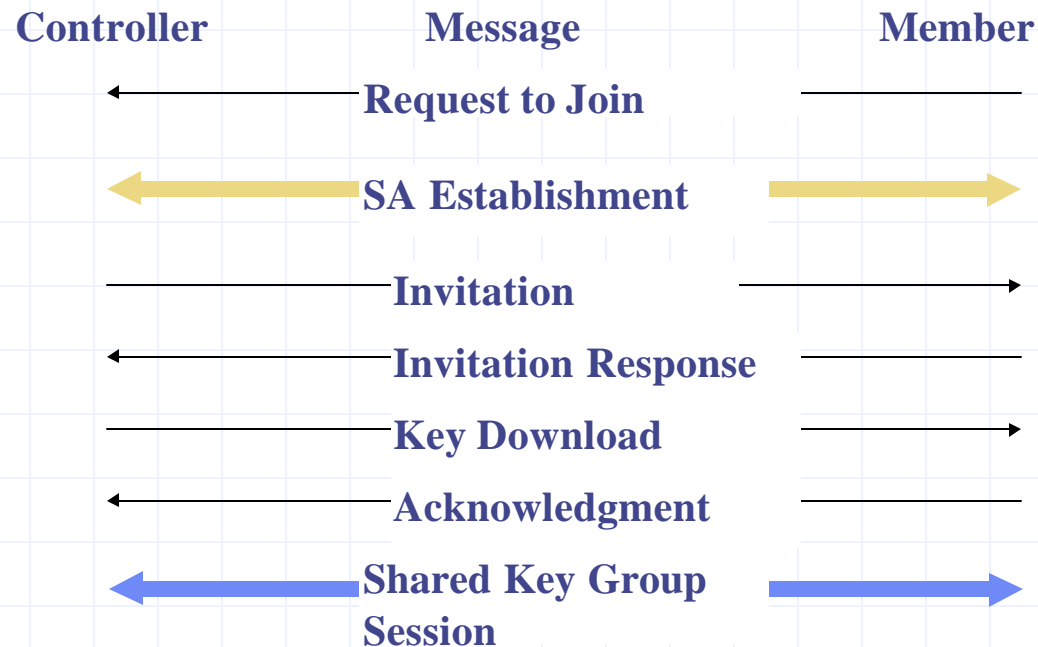 Controller Message Member
Request to Join
SA Establishment
Invitation
Invitation Response
Key Download
Acknowledgment
Shared Key Group
Session